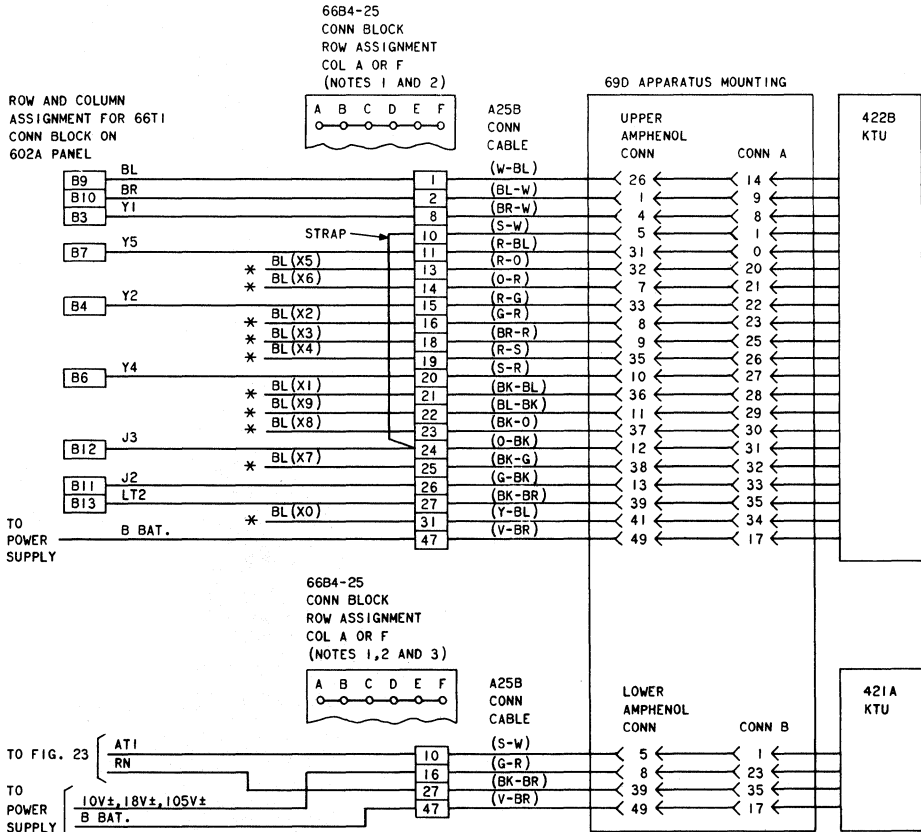 66B4-25
CONN BLOCK
ROW ASSIGNMENT
COL A OR F
(NOTES 1 AND 2)
69D APPARATUS MOUNTING
ROW AND COLUMN
ASSIGNMENT FOR 66T1
CONN BLOCK ON
602A PANEL
A B C D E F
A25B
CONN
CABLE
UPPER
AMPHENOL
CONN
CONN A
422B
KTU
B9 BL 1 (W-BL) 26 14
B10 BR 2 (BL-W) 1 9
B3 Y1 8 (BR-W) 4 8
STRAP 10 (S-W) 5 1
B7 Y5 11 (R-BL) 31 0
* BL(X5) 13 (R-O) 32 20
* BL(X6) 14 (O-R) 7 21
B4 Y2 15 (R-G) 33 22
* BL(X2) 16 (G-R) 8 23
* BL(X3) 18 (BR-R) 9 25
* BL(X4) 19 (R-S) 35 26
B6 Y4 20 (S-R) 10 27
* BL(X1) 21 (BK-BL) 36 28
* BL(X9) 22 (BL-BK) 11 29
* BL(X8) 23 (BK-O) 37 30
B12 J3 24 (O-BK) 12 31
* BL(X7) 25 (BK-G) 38 32
B11 J2 26 (G-BK) 13 33
B13 LT2 27 (BK-BR) 39 35
* BL(X0) 31 (Y-BL) 41 34
TO
POWER
SUPPLY
B BAT. 47 (V-BR) 49 17
66B4-25
CONN BLOCK
ROW ASSIGNMENT
COL A OR F
(NOTES 1,2 AND 3)
A B C D E F
A25B
CONN
CABLE
LOWER
AMPHENOL
CONN
CONN B
421A
KTU
TO FIG. 23
AT1 10 (S-W) 5 1
RN 16 (G-R) 8 23
27 (BK-BR) 39 35
TO
POWER
SUPPLY
10V±,18V±,105V±
B BAT. 47 (V-BR) 49 17